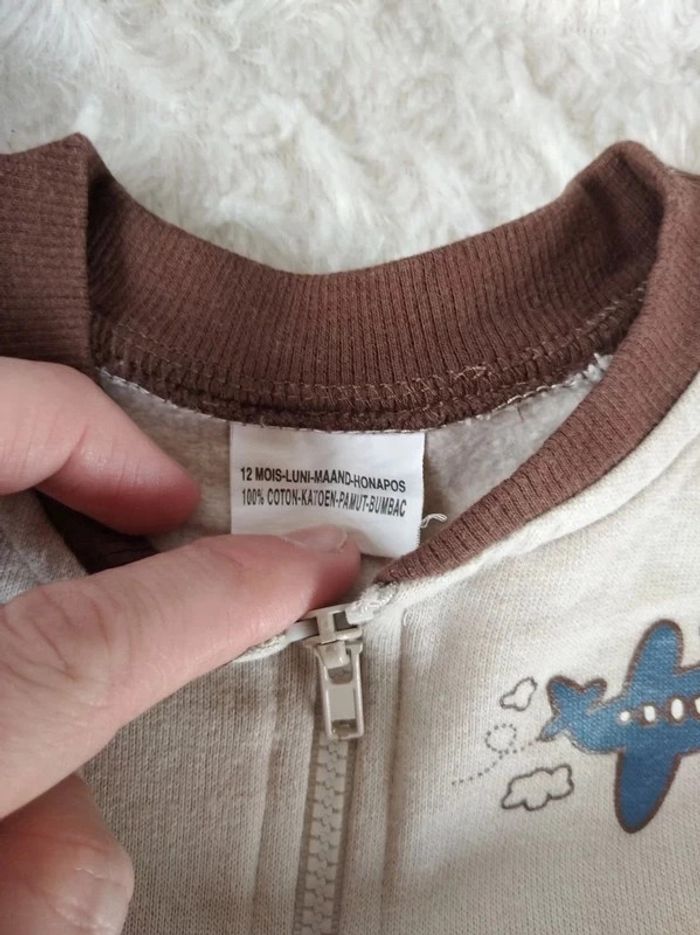 12 MOIS-LUNI-MAAND-HONAPOS
100% COTON-KATOEN-PAMUT-BUMBAC